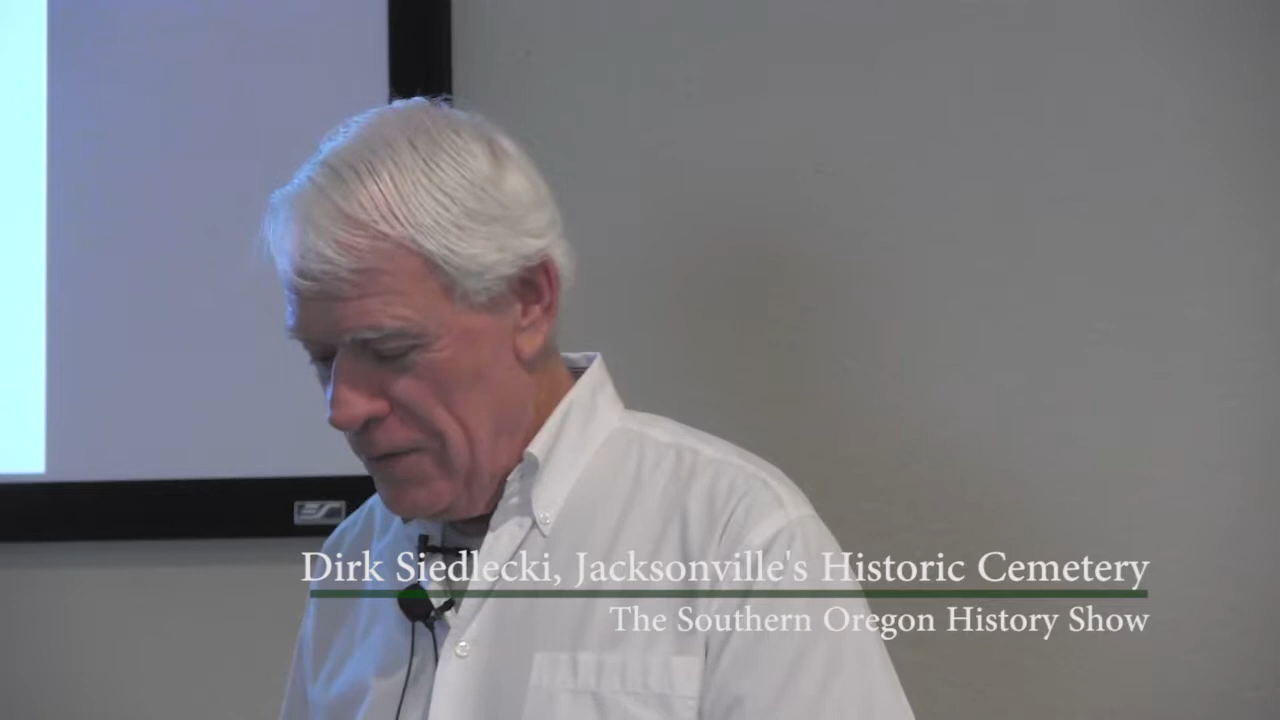 Dirk Siedlecki, Jacksonville's Historic Cemetery
The Southern Oregon History Show